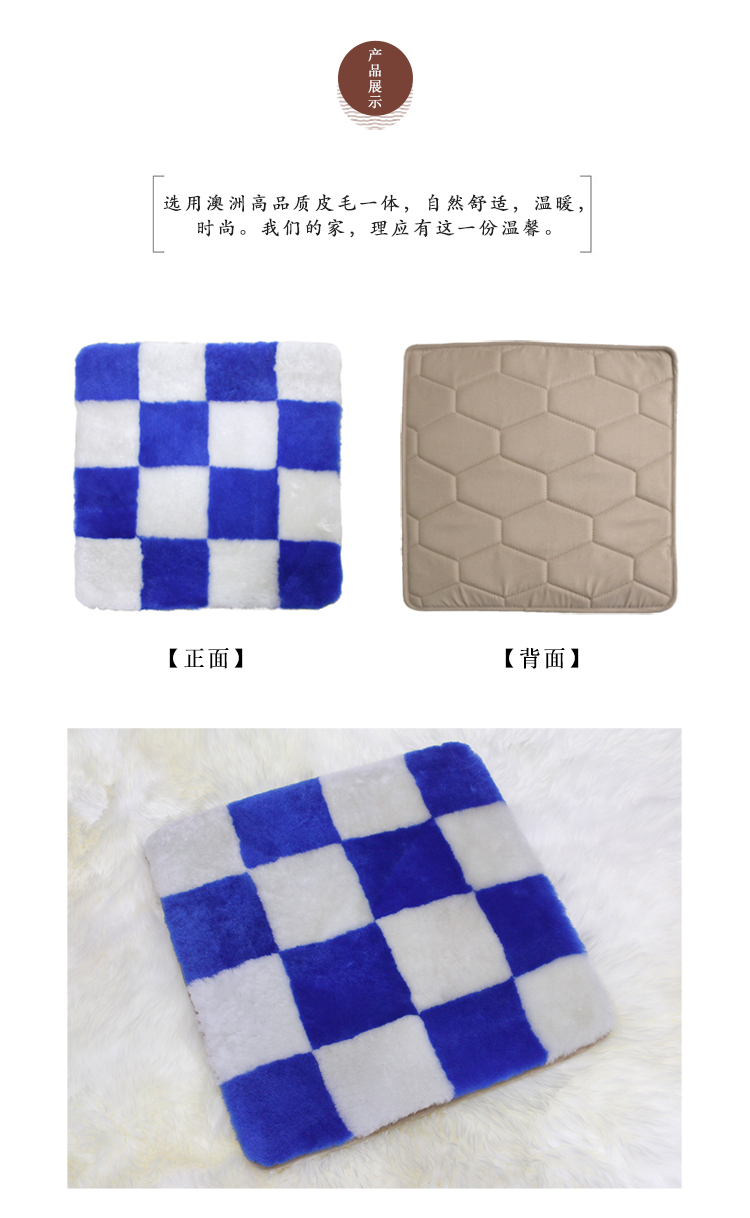 产品展示
选用澳洲高品质皮毛一体，自然舒适，温暖，
时尚。我们的家，理应有这一份温馨。
【正面】
【背面】